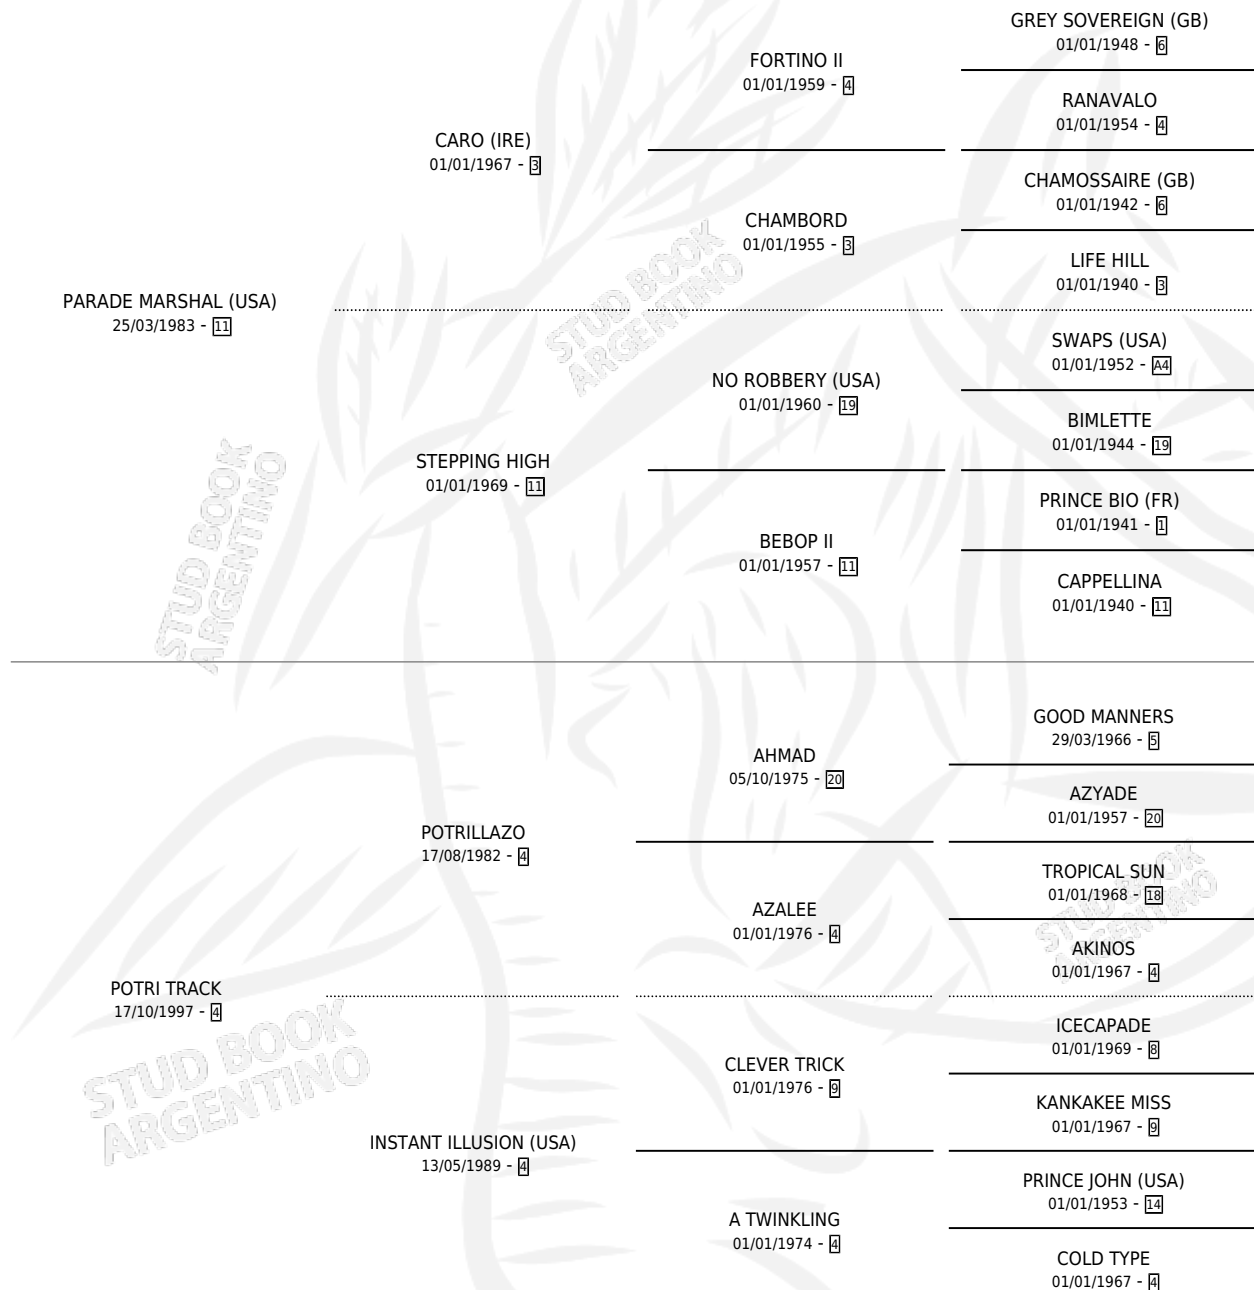 GREY SOVEREIGN (GB)
01/01/1948 - 6
FORTINO II
01/01/1959 - 4
RANAVALO
01/01/1954 - 4
CARO (IRE)
01/01/1967 - 3
CHAMOSSAIRE (GB)
01/01/1942 - 6
CHAMBORD
01/01/1955 - 3
LIFE HILL
01/01/1940 - 3
PARADE MARSHAL (USA)
25/03/1983 - 11
SWAPS (USA)
01/01/1952 - A4
NO ROBBERY (USA)
01/01/1960 - 19
BIMLETTE
01/01/1944 - 19
STEPPING HIGH
01/01/1969 - 11
PRINCE BIO (FR)
01/01/1941 - 1
BEBOP II
01/01/1957 - 11
CAPPELLINA
01/01/1940 - 11
GOOD MANNERS
29/03/1966 - 5
AHMAD
05/10/1975 - 20
AZYADE
01/01/1957 - 20
POTRILLAZO
17/08/1982 - 4
TROPICAL SUN
01/01/1968 - 18
AZALEE
01/01/1976 - 4
AKINOS
01/01/1967 - 4
POTRI TRACK
17/10/1997 - 4
ICECAPADE
01/01/1969 - 8
CLEVER TRICK
01/01/1976 - 9
KANKAKEE MISS
01/01/1967 - 9
INSTANT ILLUSION (USA)
13/05/1989 - 4
PRINCE JOHN (USA)
01/01/1953 - 14
A TWINKLING
01/01/1974 - 4
COLD TYPE
01/01/1967 - 4
STUD BOOK
ARGENTINO
STUD BOOK
ARGENTINO
STUD BOOK
ARGENTINO
STUD BOOK
ARGENTINO